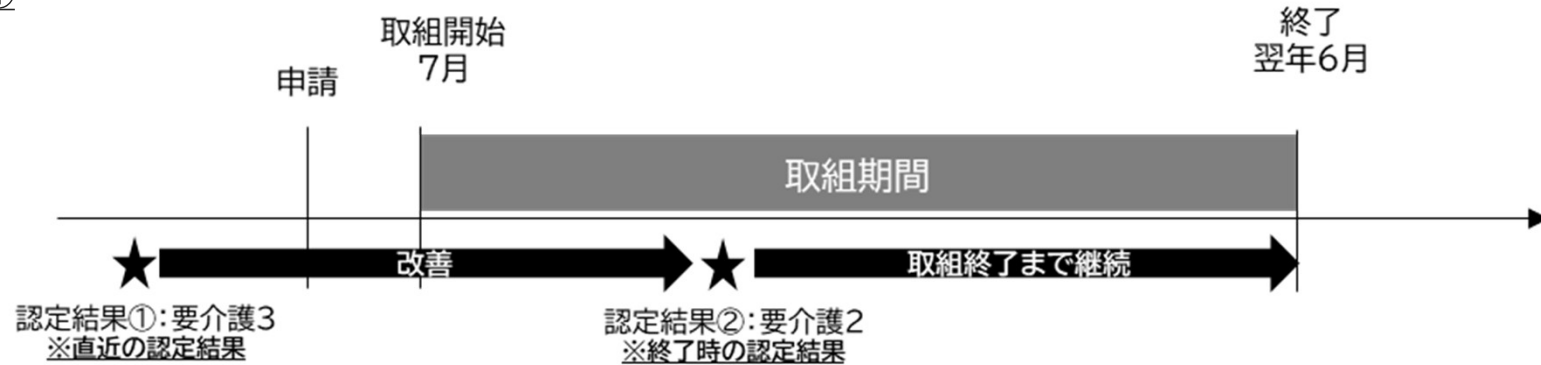 取組開始
7月
申請
終了
翌年6月
取組期間
改善
取組終了まで継続
認定結果①：要介護3
※直近の認定結果
認定結果②：要介護2
※終了時の認定結果